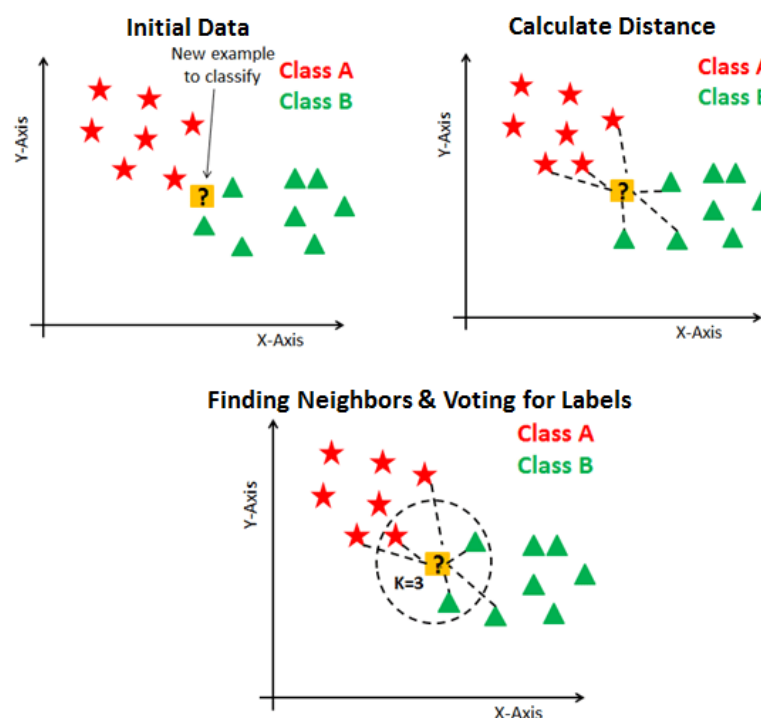 Initial Data
New example
to classify
Class A
Class B
Y-Axis
?
X-Axis
Calculate Distance
Class A
Class B
Y-Axis
?
X-Axis
Finding Neighbors & Voting for Labels
Class A
Class B
Y-Axis
?
K=3
X-Axis